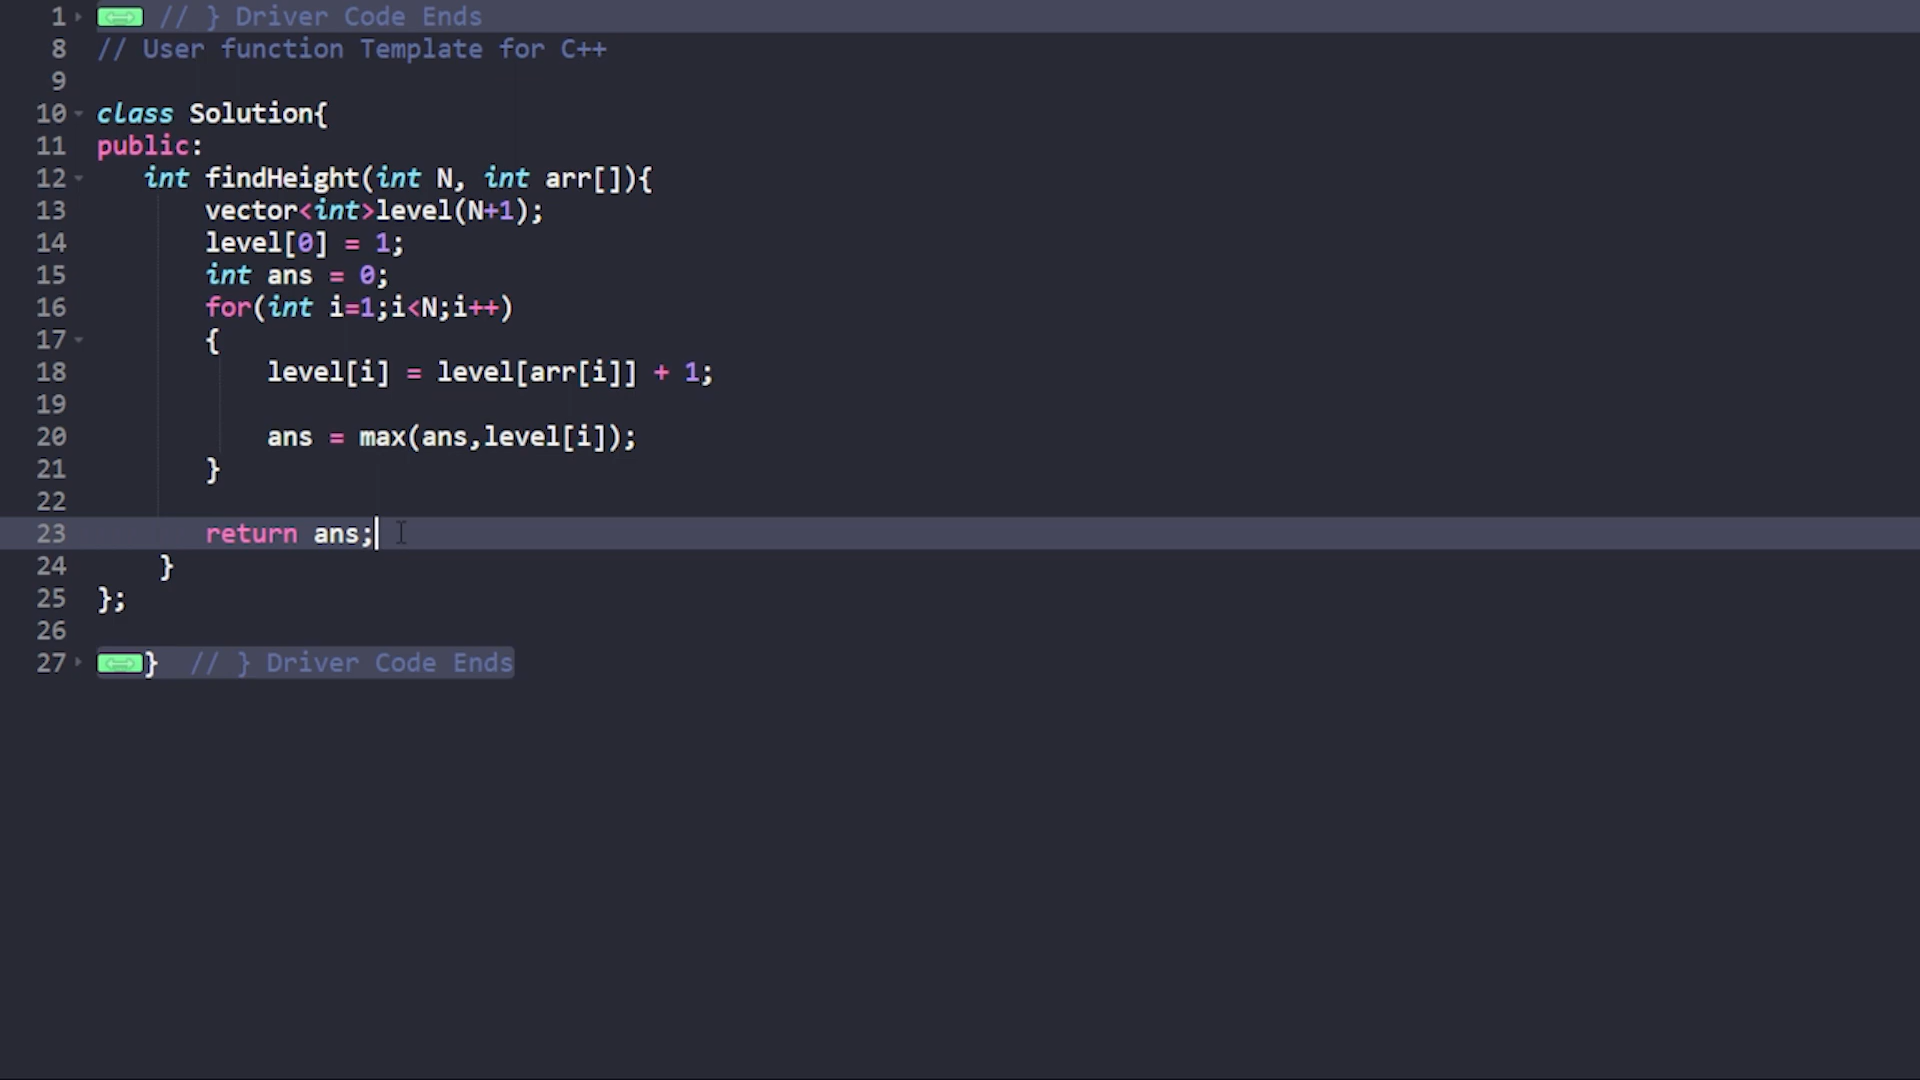 1 // } Driver Code Ends
8 // User function Template for C++
9
10 class Solution{
11 public:
12 int findHeight(int N, int arr[]){
13 vector<int>level(N+1);
14 level[0] = 1;
15 int ans = 0;
16 for(int i=1;i<N;i++)
17 {
18 level[i] = level[arr[i]] + 1;
19
20 ans = max(ans,level[i]);
21 }
22
23 return ans;
24 }
25 };
26
27 } // } Driver Code Ends